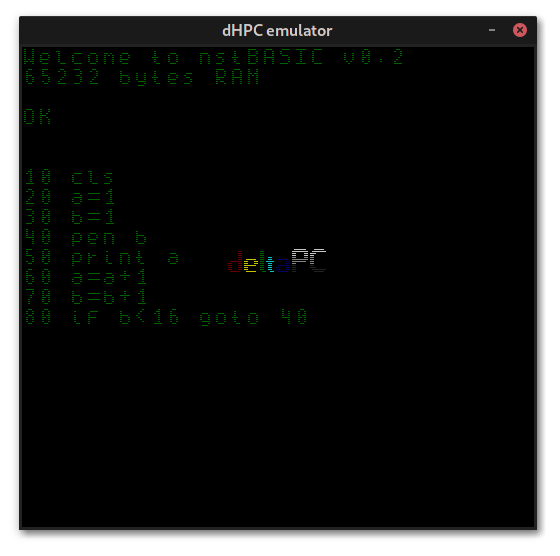 dHPC emulator
Welcome to nstBASIC v0.2
65232 bytes RAM
OK
10 cls
20 a=1
30 b=1
40 pen b
50 print a
60 a=a+1
70 b=b+1
80 if b<16 goto 40
deltaPC